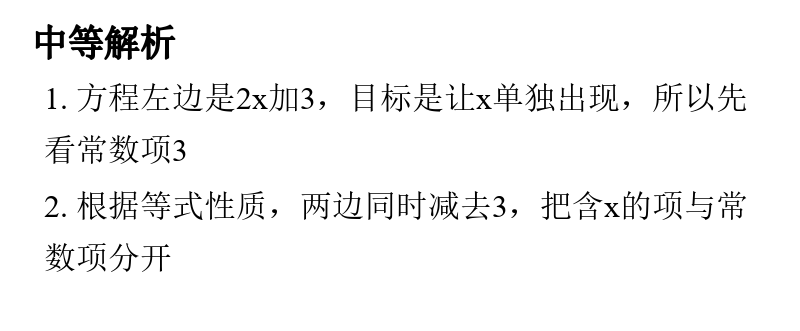 中等解析
1. 方程左边是2x加3，目标是让x单独出现，所以先
看常数项3
2. 根据等式性质，两边同时减去3，把含x的项与常
数项分开